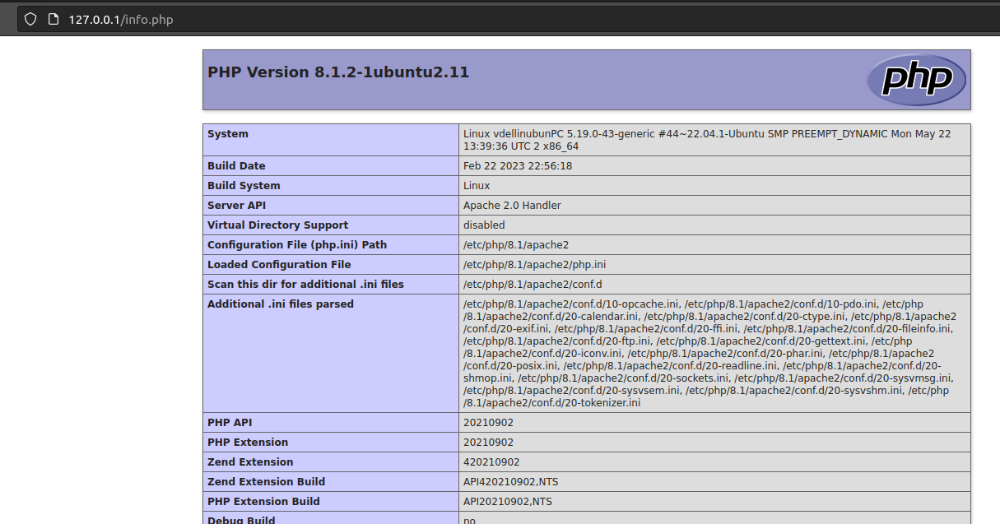 127.0.0.1/info.php
PHP Version 8.1.2-1ubuntu2.11
php
System
Linux vdellinubunPC 5.19.0-43-generic #44~22.04.1-Ubuntu SMP PREEMPT_DYNAMIC Mon May 22
13:39:36 UTC 2 x86_64
Build Date
Feb 22 2023 22:56:18
Build System
Linux
Server API
Apache 2.0 Handler
Virtual Directory Support
disabled
Configuration File (php.ini) Path
/etc/php/8.1/apache2
Loaded Configuration File
/etc/php/8.1/apache2/php.ini
Scan this dir for additional .ini files
/etc/php/8.1/apache2/conf.d
Additional .ini files parsed
/etc/php/8.1/apache2/conf.d/10-opcache.ini, /etc/php/8.1/apache2/conf.d/10-pdo.ini, /etc/php
/8.1/apache2/conf.d/20-calendar.ini, /etc/php/8.1/apache2/conf.d/20-ctype.ini, /etc/php/8.1/apache2
/conf.d/20-exif.ini, /etc/php/8.1/apache2/conf.d/20-ffi.ini, /etc/php/8.1/apache2/conf.d/20-fileinfo.ini,
/etc/php/8.1/apache2/conf.d/20-ftp.ini, /etc/php/8.1/apache2/conf.d/20-gettext.ini, /etc/php
/8.1/apache2/conf.d/20-iconv.ini, /etc/php/8.1/apache2/conf.d/20-phar.ini, /etc/php/8.1/apache2
/conf.d/20-posix.ini, /etc/php/8.1/apache2/conf.d/20-readline.ini, /etc/php/8.1/apache2/conf.d/20-
shmop.ini, /etc/php/8.1/apache2/conf.d/20-sockets.ini, /etc/php/8.1/apache2/conf.d/20-sysvmsg.ini,
/etc/php/8.1/apache2/conf.d/20-sysvsem.ini, /etc/php/8.1/apache2/conf.d/20-sysvshm.ini, /etc/php
/8.1/apache2/conf.d/20-tokenizer.ini
PHP API
20210902
PHP Extension
20210902
Zend Extension
420210902
Zend Extension Build
API420210902,NTS
PHP Extension Build
API20210902,NTS
Debug Build
no